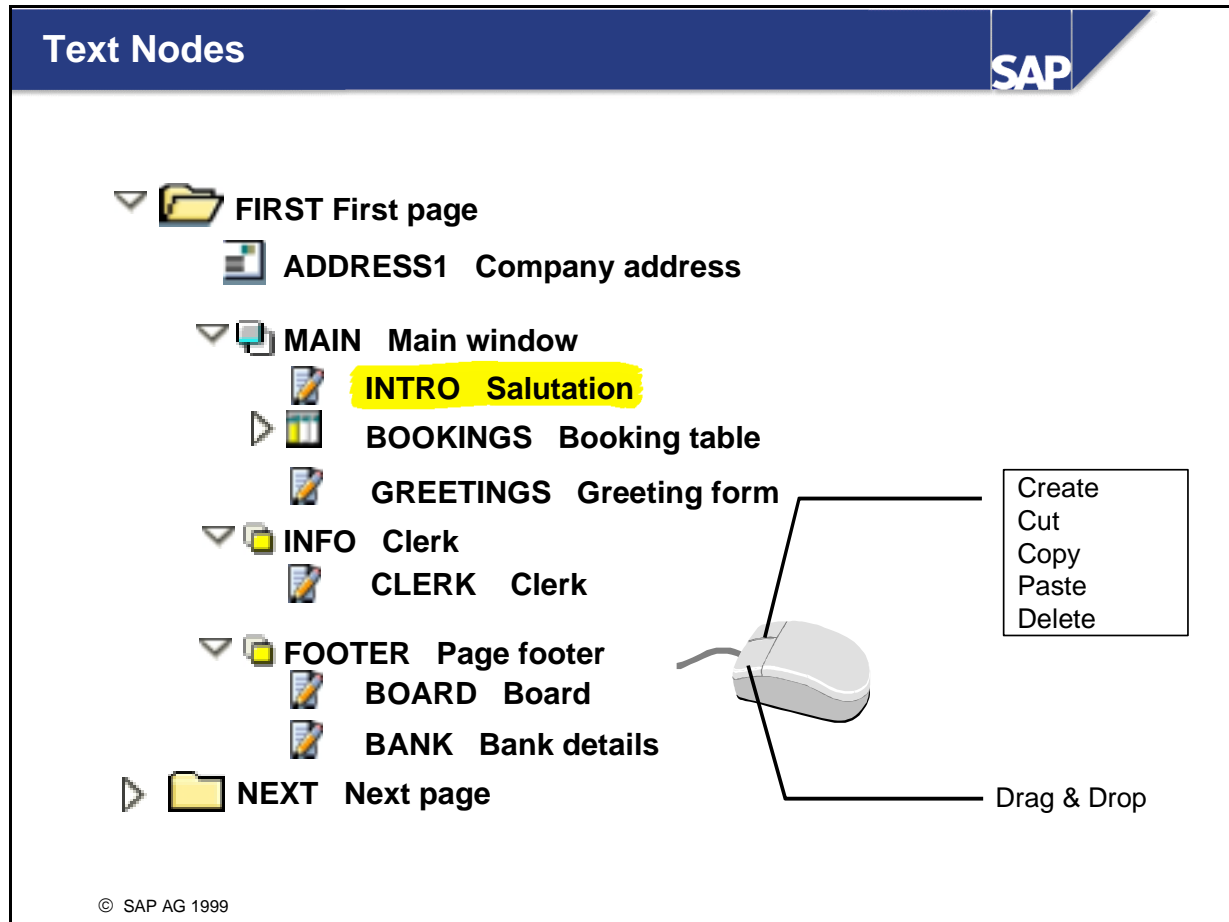 Text Nodes
SAP
FIRST First page
ADDRESS1 Company address
MAIN Main window
INTRO Salutation
BOOKINGS Booking table
GREETINGS Greeting form
INFO Clerk
CLERK Clerk
FOOTER Page footer
BOARD Board
BANK Bank details
NEXT Next page
Create
Cut
Copy
Paste
Delete
Drag & Drop
© SAP AG 1999